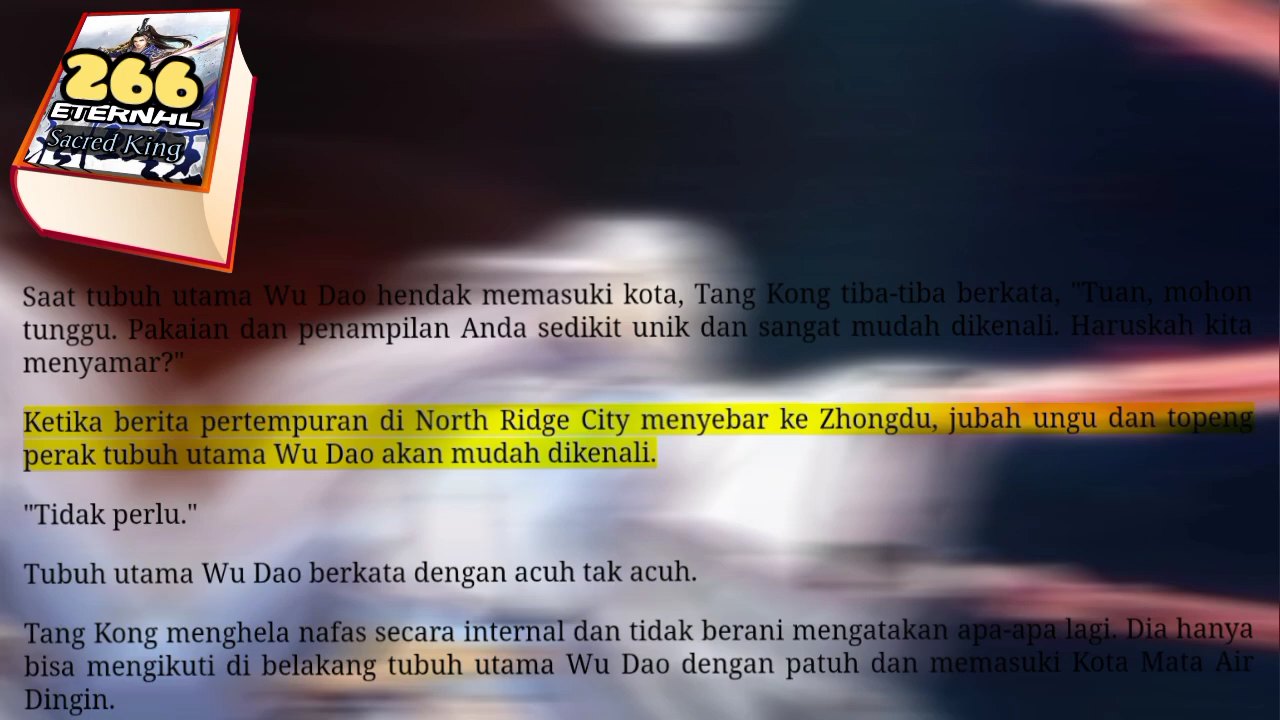 266
ETERNAL
Sacred King
Saat tubuh utama Wu Dao hendak memasuki kota, Tang Kong tiba-tiba berkata, "Tuan, mohon
tunggu. Pakaian dan penampilan Anda sedikit unik dan sangat mudah dikenali. Haruskah kita
menyamar?"
Ketika berita pertempuran di North Ridge City menyebar ke Zhongdu, jubah ungu dan topeng
perak tubuh utama Wu Dao akan mudah dikenali.
"Tidak perlu."
Tubuh utama Wu Dao berkata dengan acuh tak acuh.
Tang Kong menghela nafas secara internal dan tidak berani mengatakan apa-apa lagi. Dia hanya
bisa mengikuti di belakang tubuh utama Wu Dao dengan patuh dan memasuki Kota Mata Air
Dingin.